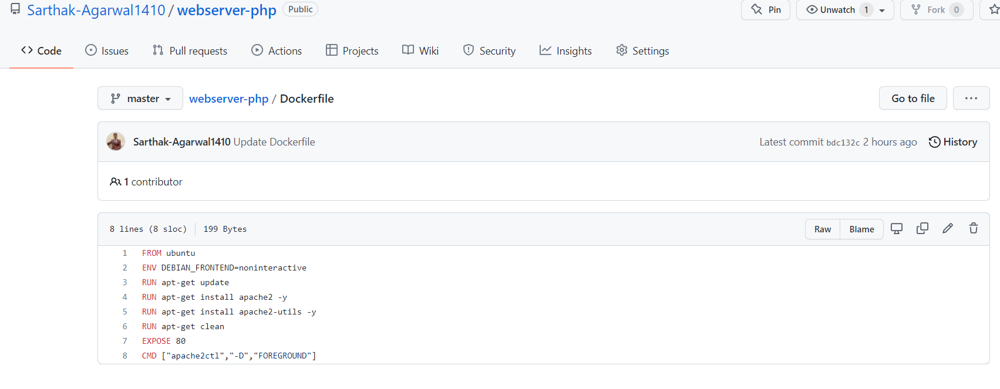 Sarthak-Agarwal1410 / webserver-php Public Pin Unwatch 1 Fork 0
Code Issues Pull requests Actions Projects Wiki Security Insights Settings
master webserver-php / Dockerfile Go to file ...
Sarthak-Agarwal1410 Update Dockerfile Latest commit bdc132c 2 hours ago History
1 contributor
8 lines (8 sloc) 199 Bytes Raw Blame
1 FROM ubuntu
2 ENV DEBIAN_FRONTEND=noninteractive
3 RUN apt-get update
4 RUN apt-get install apache2 -y
5 RUN apt-get install apache2-utils -y
6 RUN apt-get clean
7 EXPOSE 80
8 CMD ["apache2ctl","-D","FOREGROUND"]